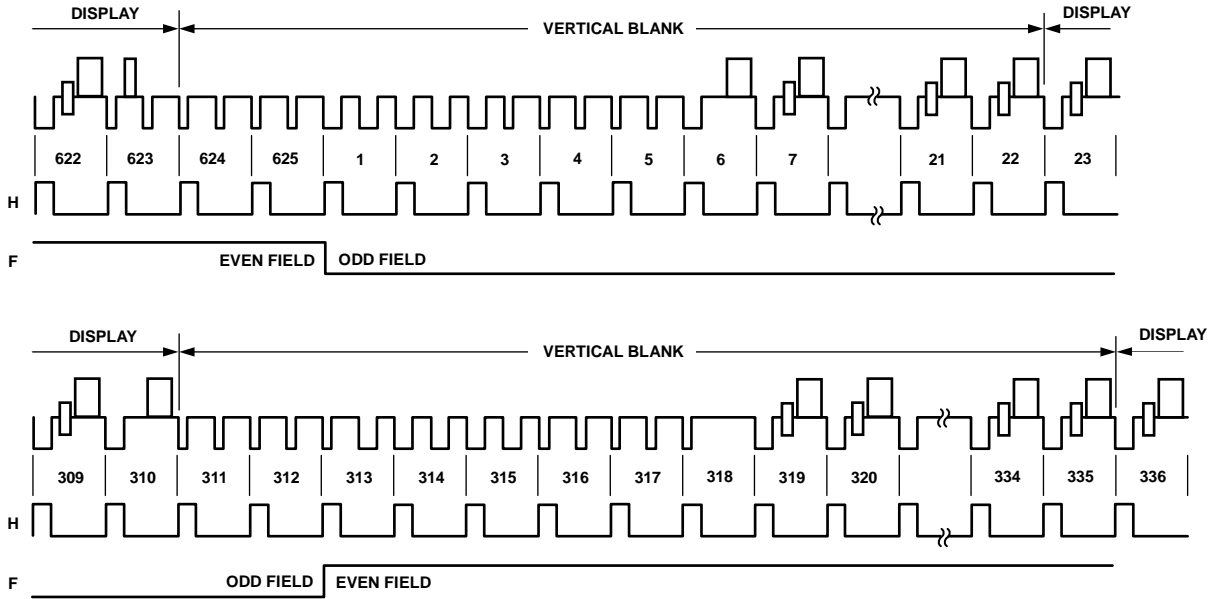 DISPLAY VERTICAL BLANK DISPLAY
622 623 624 625 1 2 3 4 5 6 7 21 22 23
H
F EVEN FIELD ODD FIELD
DISPLAY VERTICAL BLANK DISPLAY
309 310 311 312 313 314 315 316 317 318 319 320 334 335 336
H
F ODD FIELD EVEN FIELD